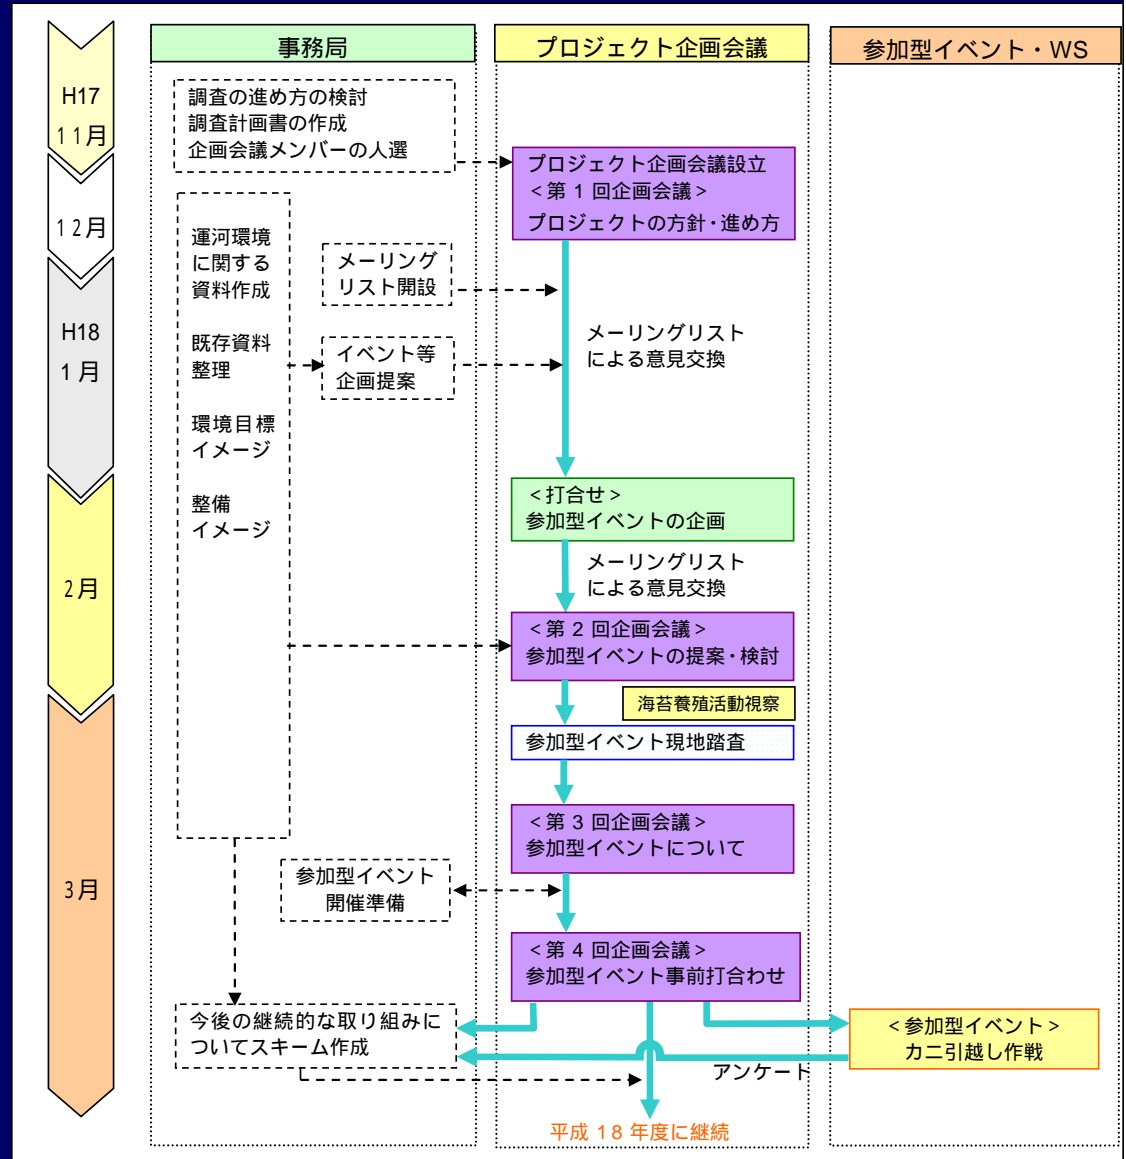 事務局
プロジェクト企画会議
参加型イベント・WS
H17
11月
12月
H18
1月
2月
3月
調査の進め方の検討
調査計画書の作成
企画会議メンバーの人選
運河環境
に関する
資料作成
既存資料
整理
環境目標
イメージ
整備
イメージ
メーリング
リスト開設
イベント等
企画提案
プロジェクト企画会議設立
＜第1回企画会議＞
プロジェクトの方針・進め方
メーリングリスト
による意見交換
＜打合せ＞
参加型イベントの企画
メーリングリスト
による意見交換
＜第2回企画会議＞
参加型イベントの提案・検討
海苔養殖活動視察
参加型イベント現地踏査
＜第3回企画会議＞
参加型イベントについて
参加型イベント
開催準備
＜第4回企画会議＞
参加型イベント事前打合わせ
今後の継続的な取り組みに
ついてスキーム作成
＜参加型イベント＞
カニ引越し作戦
アンケート
平成18年度に継続